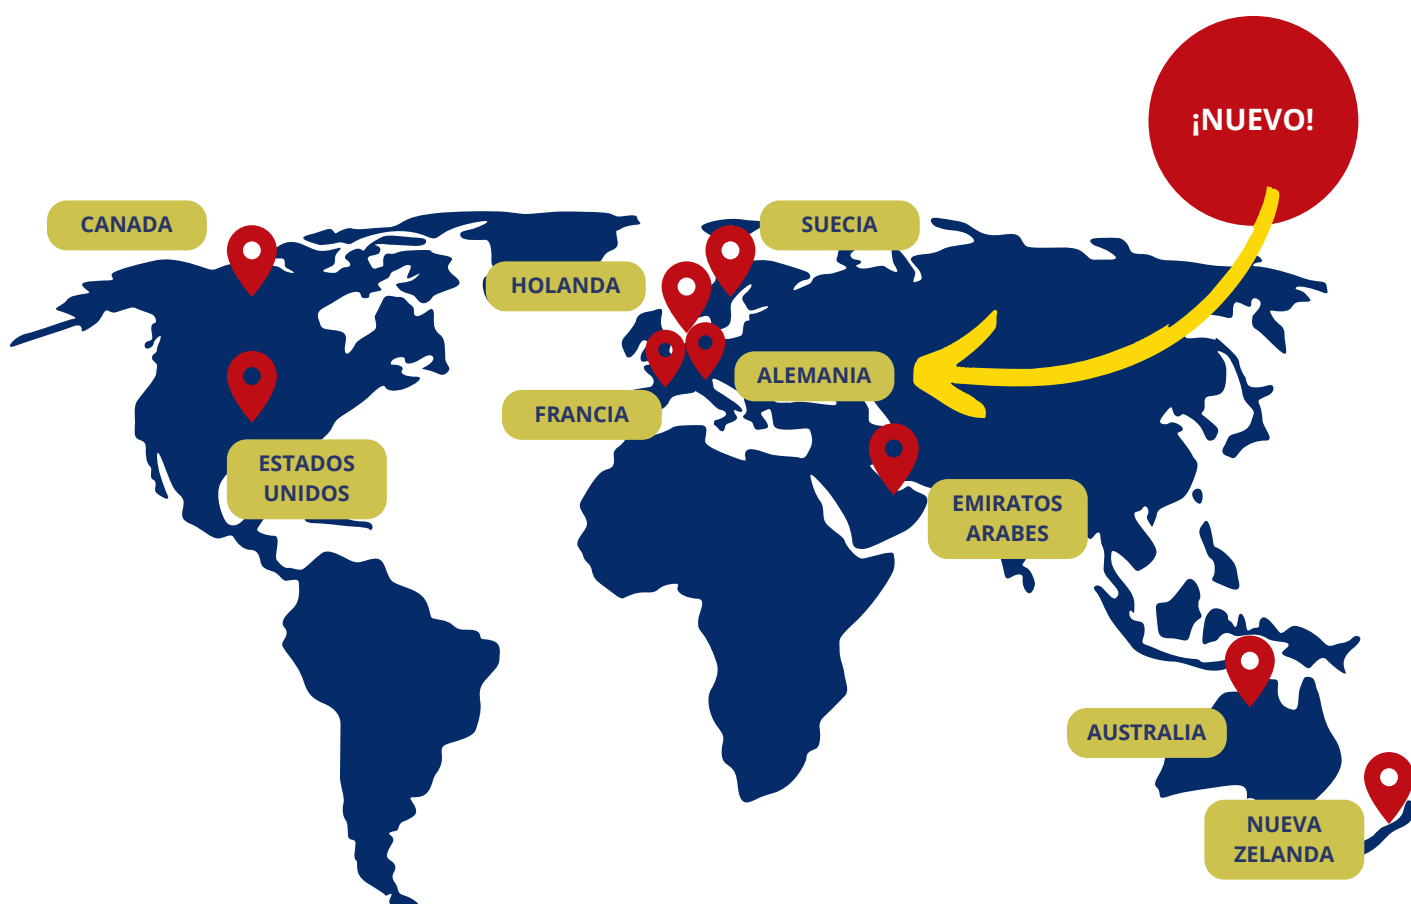 ¡NUEVO!
CANADA
SUECIA
HOLANDA
ALEMANIA
FRANCIA
ESTADOS
UNIDOS
EMIRATOS
ARABES
AUSTRALIA
NUEVA
ZELANDA